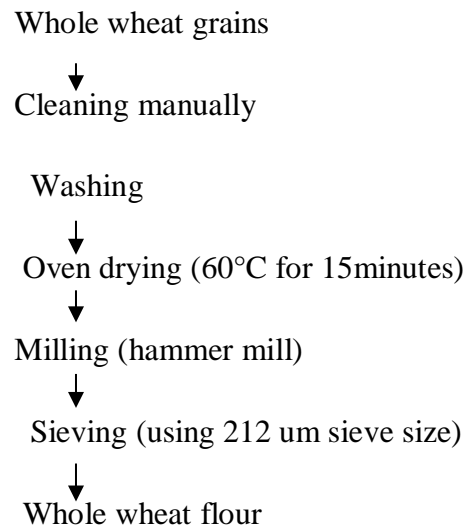 Whole wheat grains
Cleaning manually
Washing
Oven drying (60°C for 15minutes)
Milling (hammer mill)
Sieving (using 212 um sieve size)
Whole wheat flour